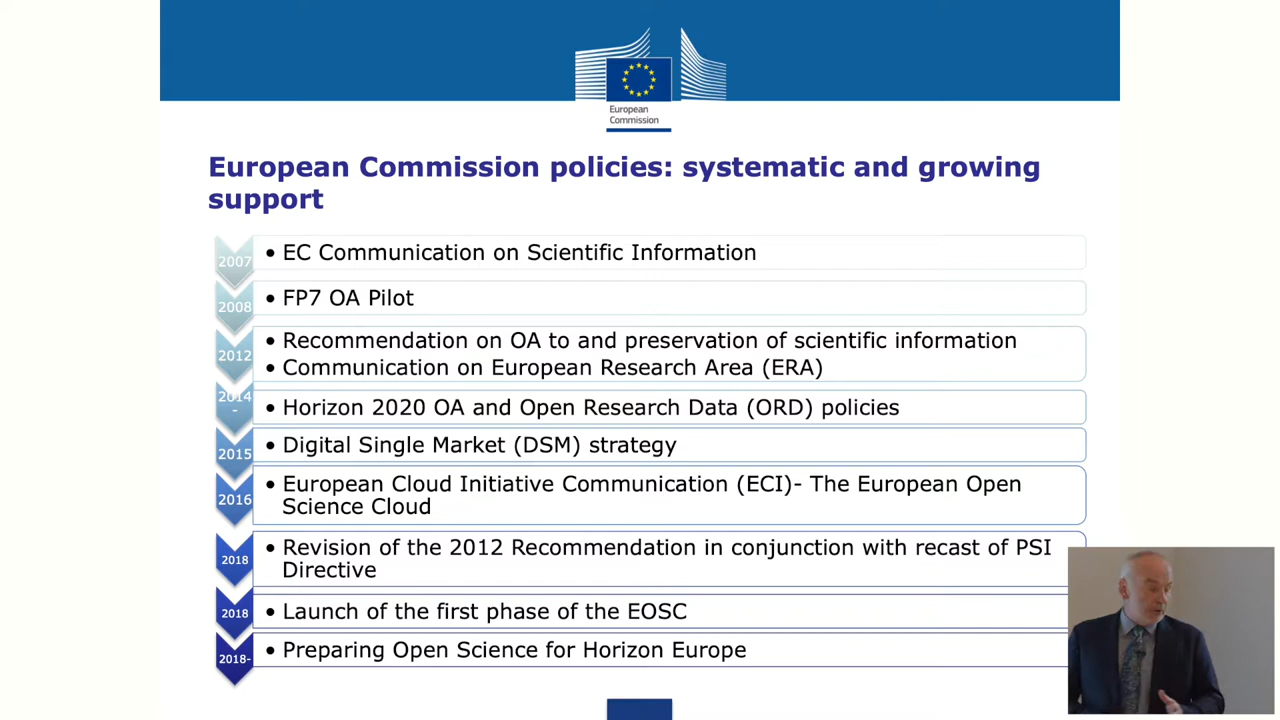 European
Commission
European Commission policies: systematic and growing
support
2007
• EC Communication on Scientific Information
2008
• FP7 OA Pilot
2012
• Recommendation on OA to and preservation of scientific information
• Communication on European Research Area (ERA)
2014
-
• Horizon 2020 OA and Open Research Data (ORD) policies
2015
• Digital Single Market (DSM) strategy
2016
• European Cloud Initiative Communication (ECI)- The European Open
Science Cloud
2018
• Revision of the 2012 Recommendation in conjunction with recast of PSI
Directive
2018
• Launch of the first phase of the EOSC
2018-
• Preparing Open Science for Horizon Europe